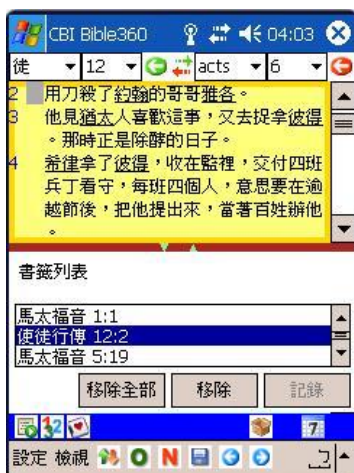 CBI Bible360 04:03
徒 12 acts 6
2 用刀殺了約翰的哥哥雅各。
3 他見猶太人喜歡這事，又去捉拿彼得
。那時正是除酵的日子。
4 希律拿了彼得，收在監裡，交付四班
兵丁看守，每班四個人，意思要在逾
越節後，把他提出來，當著百姓辦他
。
書籤列表
馬太福音 1:1
使徒行傳 12:2
馬太福音 5:19
移除全部 移除 記錄
32 7
設定 檢視 O N